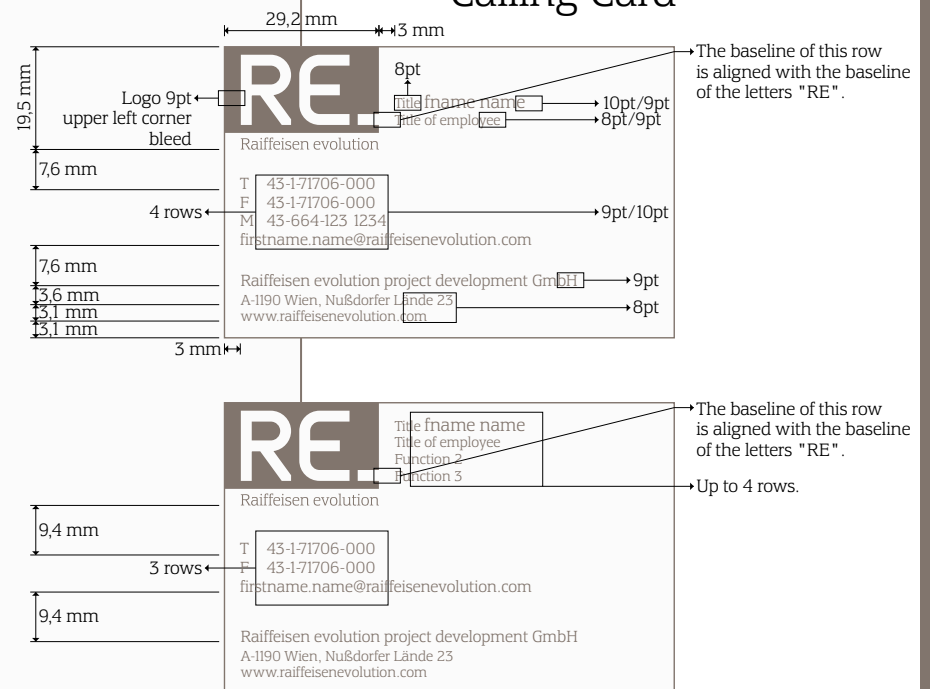 Calling Card
29,2 mm
3 mm
19,5 mm
Logo 9pt
upper left corner
bleed
RE_
8pt
Title fname name
Title of employee
10pt/9pt
8pt/9pt
The baseline of this row
is aligned with the baseline
of the letters "RE".
Raiffeisen evolution
7,6 mm
T 43-1-71706-000
F 43-1-71706-000
M 43-664-123 1234
firstname.name@raiffeisenevolution.com
4 rows
9pt/10pt
7,6 mm
3,6 mm
3,1 mm
3,1 mm
Raiffeisen evolution project development GmbH
A-1190 Wien, Nußdorfer Lände 23
www.raiffeisenevolution.com
9pt
8pt
3 mm
RE_
Title fname name
Title of employee
Function 2
Function 3
The baseline of this row
is aligned with the baseline
of the letters "RE".
Up to 4 rows.
Raiffeisen evolution
9,4 mm
T 43-1-71706-000
F 43-1-71706-000
firstname.name@raiffeisenevolution.com
3 rows
9,4 mm
Raiffeisen evolution project development GmbH
A-1190 Wien, Nußdorfer Lände 23
www.raiffeisenevolution.com